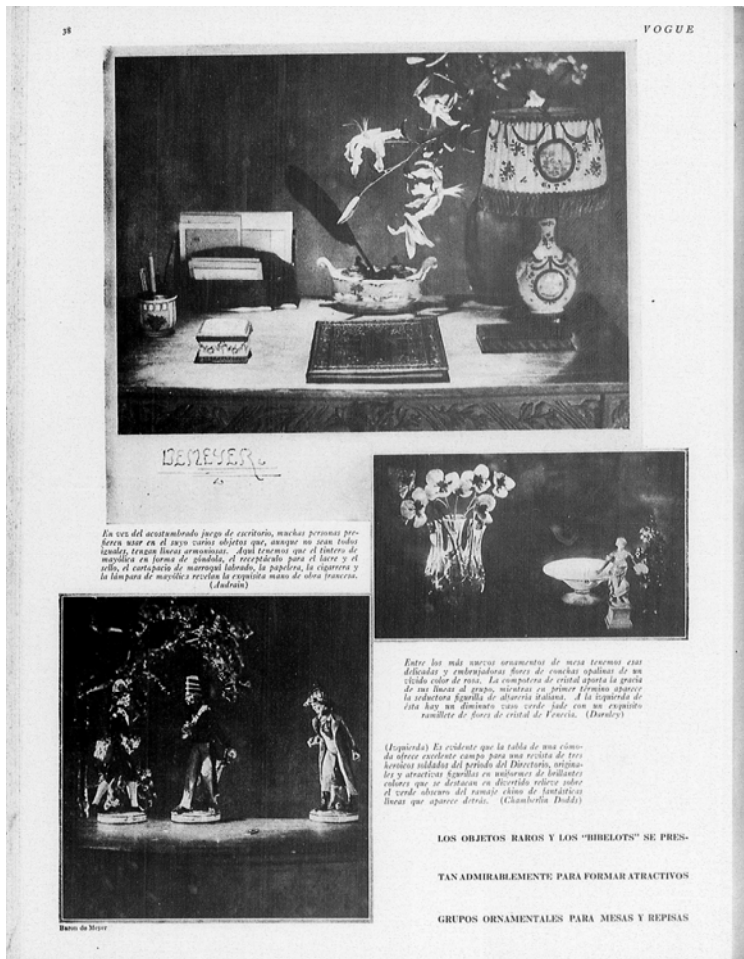 38
VOGUE
DEMEYER
En vez del acostumbrado juego de escritorio, muchas personas pre-
fieren usar en el suyo varios objetos que, aunque no sean todos
iguales, tengan líneas armoniosas. Aquí tenemos que el tintero de
mayólica en forma de góndola, el receptáculo para el lacre y el
sello, el cartapacio de marroquí labrado, la papelera, la cigarrera y
la lámpara de mayólica revelan la exquisita mano de obra francesa.
(Audrain)
Entre los más nuevos ornamentos de mesa tenemos esas
delicadas y embrujadoras flores de conchas opalinas de un
vívido color de rosa. La compotera de cristal aporta la gracia
de sus líneas al grupo, mientras en primer término aparece
la seductora figurilla de alfarería italiana. A la izquierda de
ésta hay un diminuto vaso verde jade con un exquisito
ramillete de flores de cristal de Venecia. (Darnley)
(Izquierda) Es evidente que la tabla de una cómo-
da ofrece excelente campo para una revista de tres
heroicos soldados del período del Directorio, origina-
les y atractivas figurillas en uniformes de brillantes
colores que se destacan en divertido relieve sobre
el verde obscuro del ramaje chino de fantásticas
líneas que aparece detrás. (Chamberlin Dodds)
LOS OBJETOS RAROS Y LOS "BIBELOTS" SE PRES-
TAN ADMIRABLEMENTE PARA FORMAR ATRACTIVOS
GRUPOS ORNAMENTALES PARA MESAS Y REPISAS
Baron de Meyer